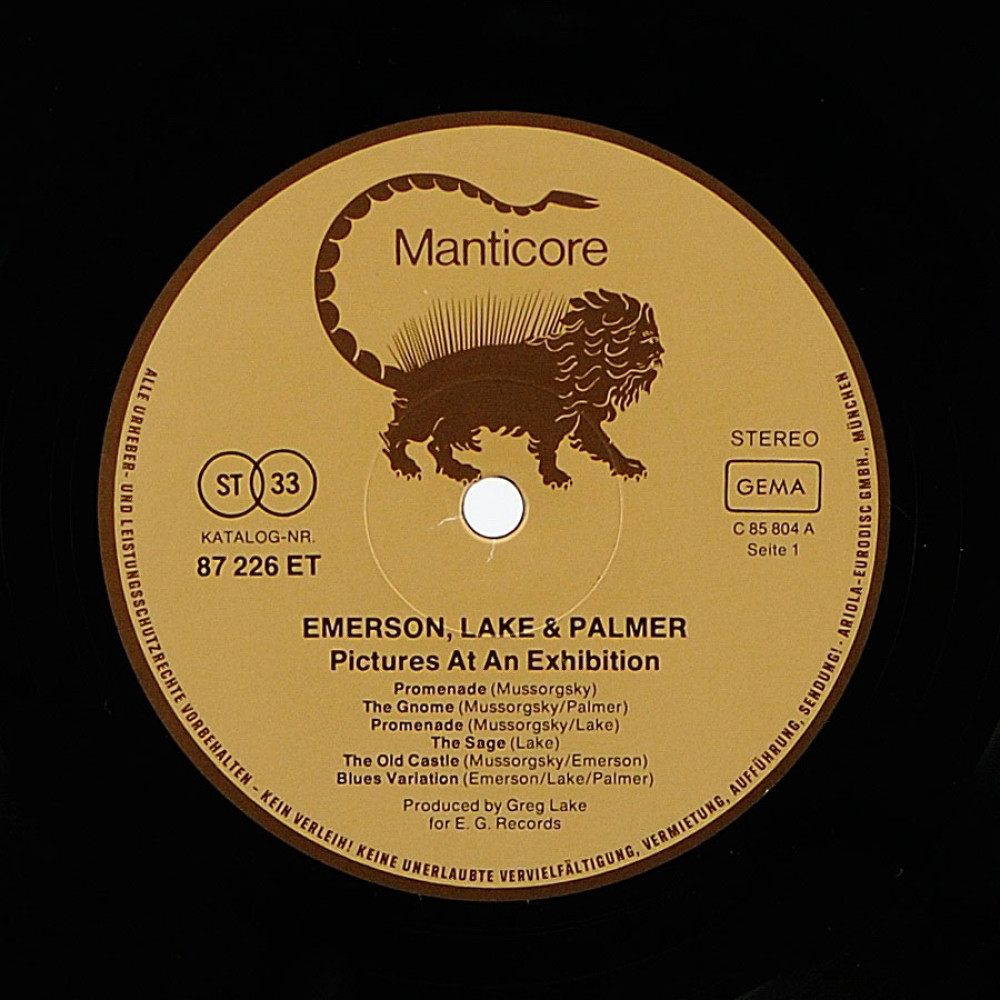 Manticore
ST 33
KATALOG-NR.
87 226 ET
STEREO
GEMA
C 85 804 A
Seite 1
EMERSON, LAKE & PALMER
Pictures At An Exhibition
Promenade (Mussorgsky)
The Gnome (Mussorgsky/Palmer)
Promenade (Mussorgsky/Lake)
The Sage (Lake)
The Old Castle (Mussorgsky/Emerson)
Blues Variation (Emerson/Lake/Palmer)
Produced by Greg Lake
for E. G. Records
ALLE URHEBER- UND LEISTUNGSSCHUTZRECHTE VORBEHALTEN - KEIN VERLEIH! KEINE UNERLAUBTE VERVIELFÄLTIGUNG, VERMIETUNG, AUFFÜHRUNG, SENDUNG! · ARIOLA-EURODISC GMBH., MÜNCHEN